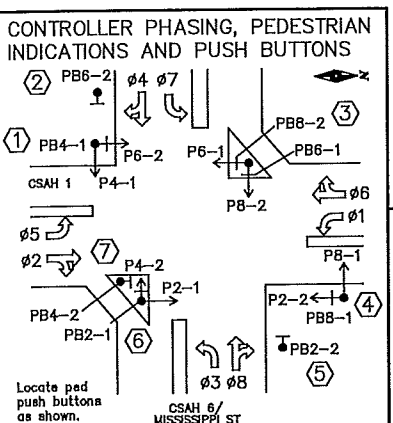 CONTROLLER PHASING, PEDESTRIAN
INDICATIONS AND PUSH BUTTONS
2
PB6-2
ø4 ø7
N
3
1
PB4-1
P6-2
P4-1
CSAH 1
PB8-2
P6-1
PB6-1
P8-2
ø6
ø1
ø5
ø2
7
P4-2
P2-1
PB4-2
PB2-1
6
P8-1
P2-2
PB8-1
4
PB2-2
5
ø3 ø8
Locate ped
push buttons
as shown.
CSAH 6/
MISSISSIPPI ST